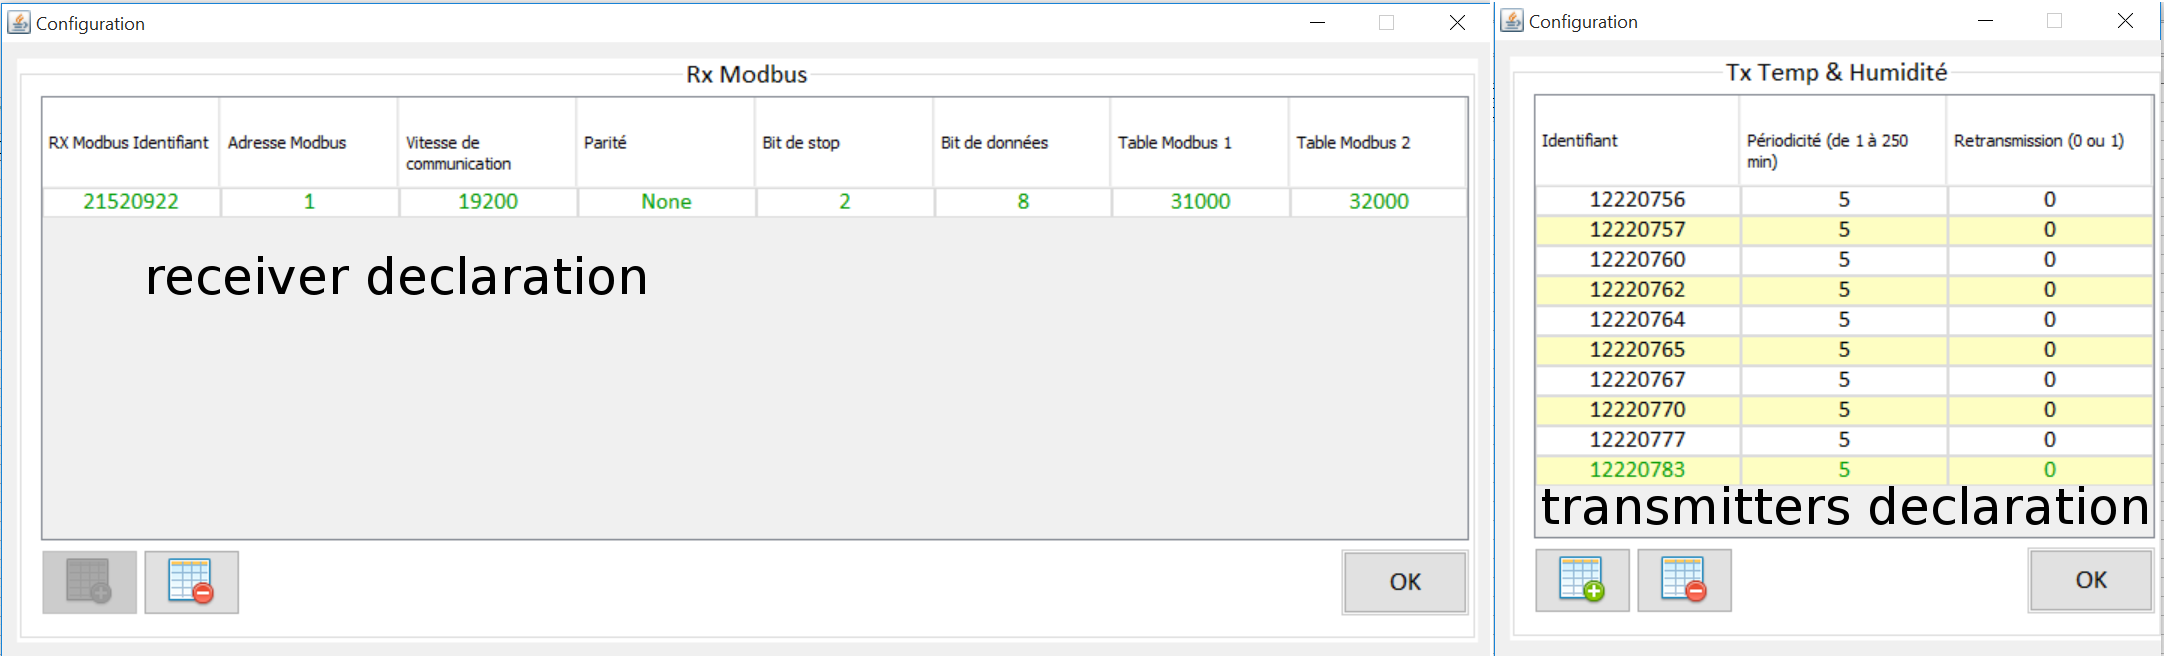 Configuration
Rx Modbus
RX Modbus Identifiant Adresse Modbus Vitesse de communication Parité Bit de stop Bit de données Table Modbus 1 Table Modbus 2
21520922 1 19200 None 2 8 31000 32000
receiver declaration
OK
Configuration
Tx Temp & Humidité
Identifiant Périodicité (de 1 à 250 min) Retransmission (0 ou 1)
12220756 5 0
12220757 5 0
12220760 5 0
12220762 5 0
12220764 5 0
12220765 5 0
12220767 5 0
12220770 5 0
12220777 5 0
12220783 5 0
transmitters declaration
OK